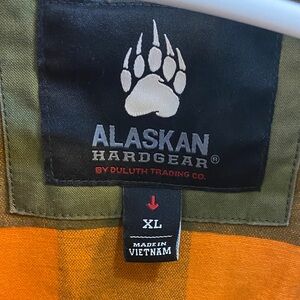 ALASKAN
HARDGEAR®
BY DULUTH TRADING CO.
XL
MADE IN
VIETNAM